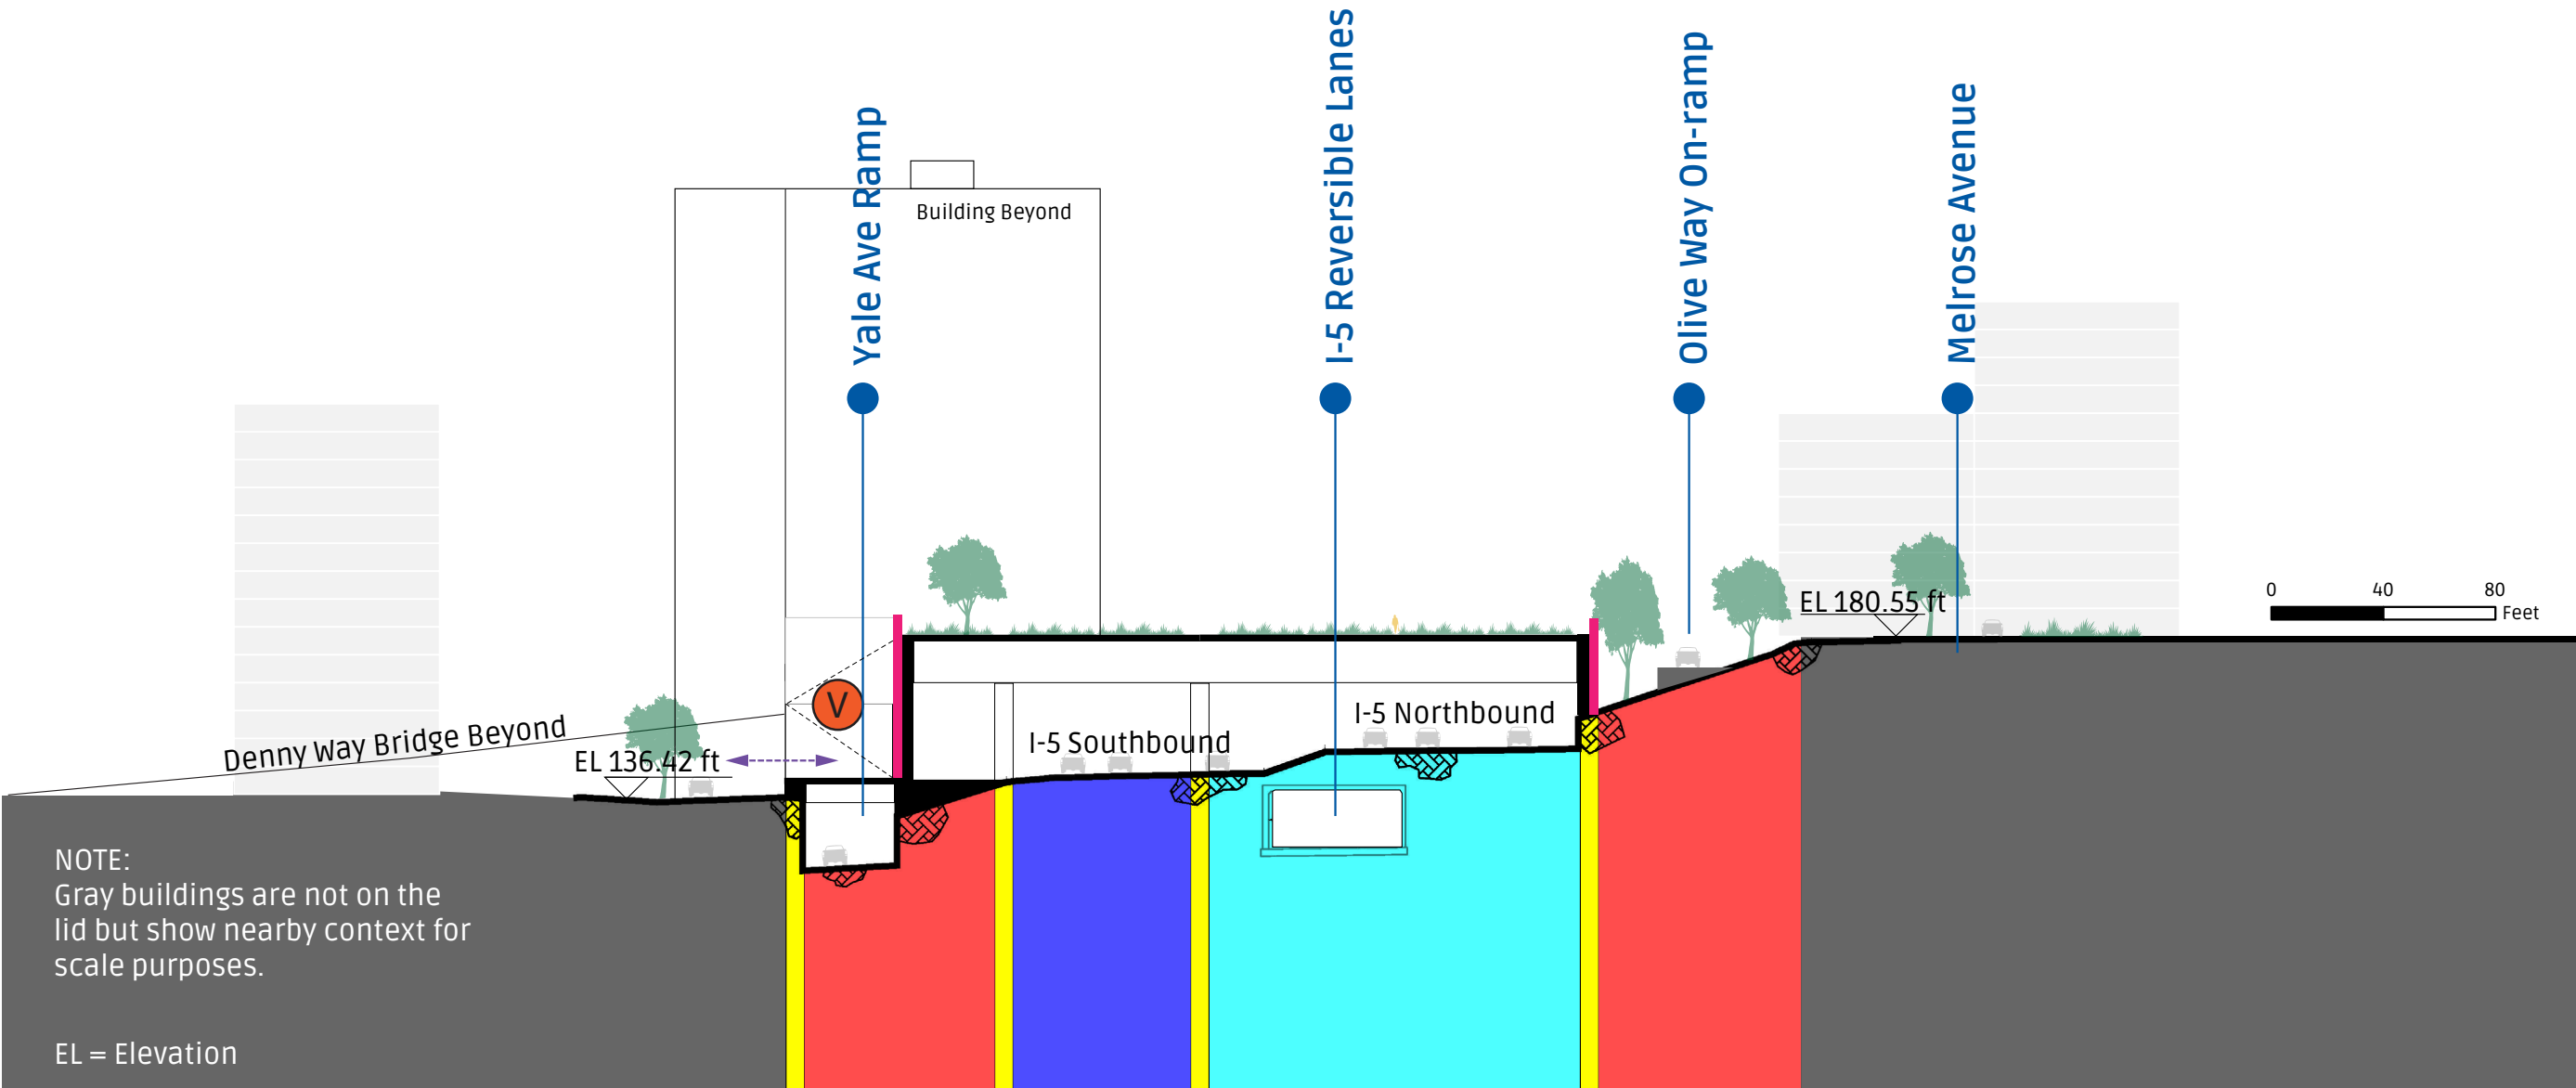 Yale Ave Ramp
I-5 Reversible Lanes
Olive Way On-ramp
Melrose Avenue
Building Beyond
0 40 80
Feet
EL 180.55 ft
V
I-5 Northbound
I-5 Southbound
Denny Way Bridge Beyond
EL 136.42 ft
NOTE:
Gray buildings are not on the
lid but show nearby context for
scale purposes.
EL = Elevation